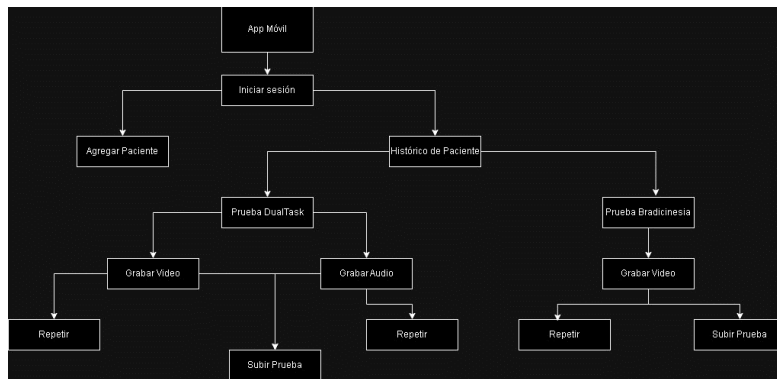 App Móvil
Iniciar sesión
Agregar Paciente
Histórico de Paciente
Prueba DualTask
Prueba Bradicinesia
Grabar Video
Grabar Audio
Grabar Video
Repetir
Repetir
Repetir
Subir Prueba
Subir Prueba